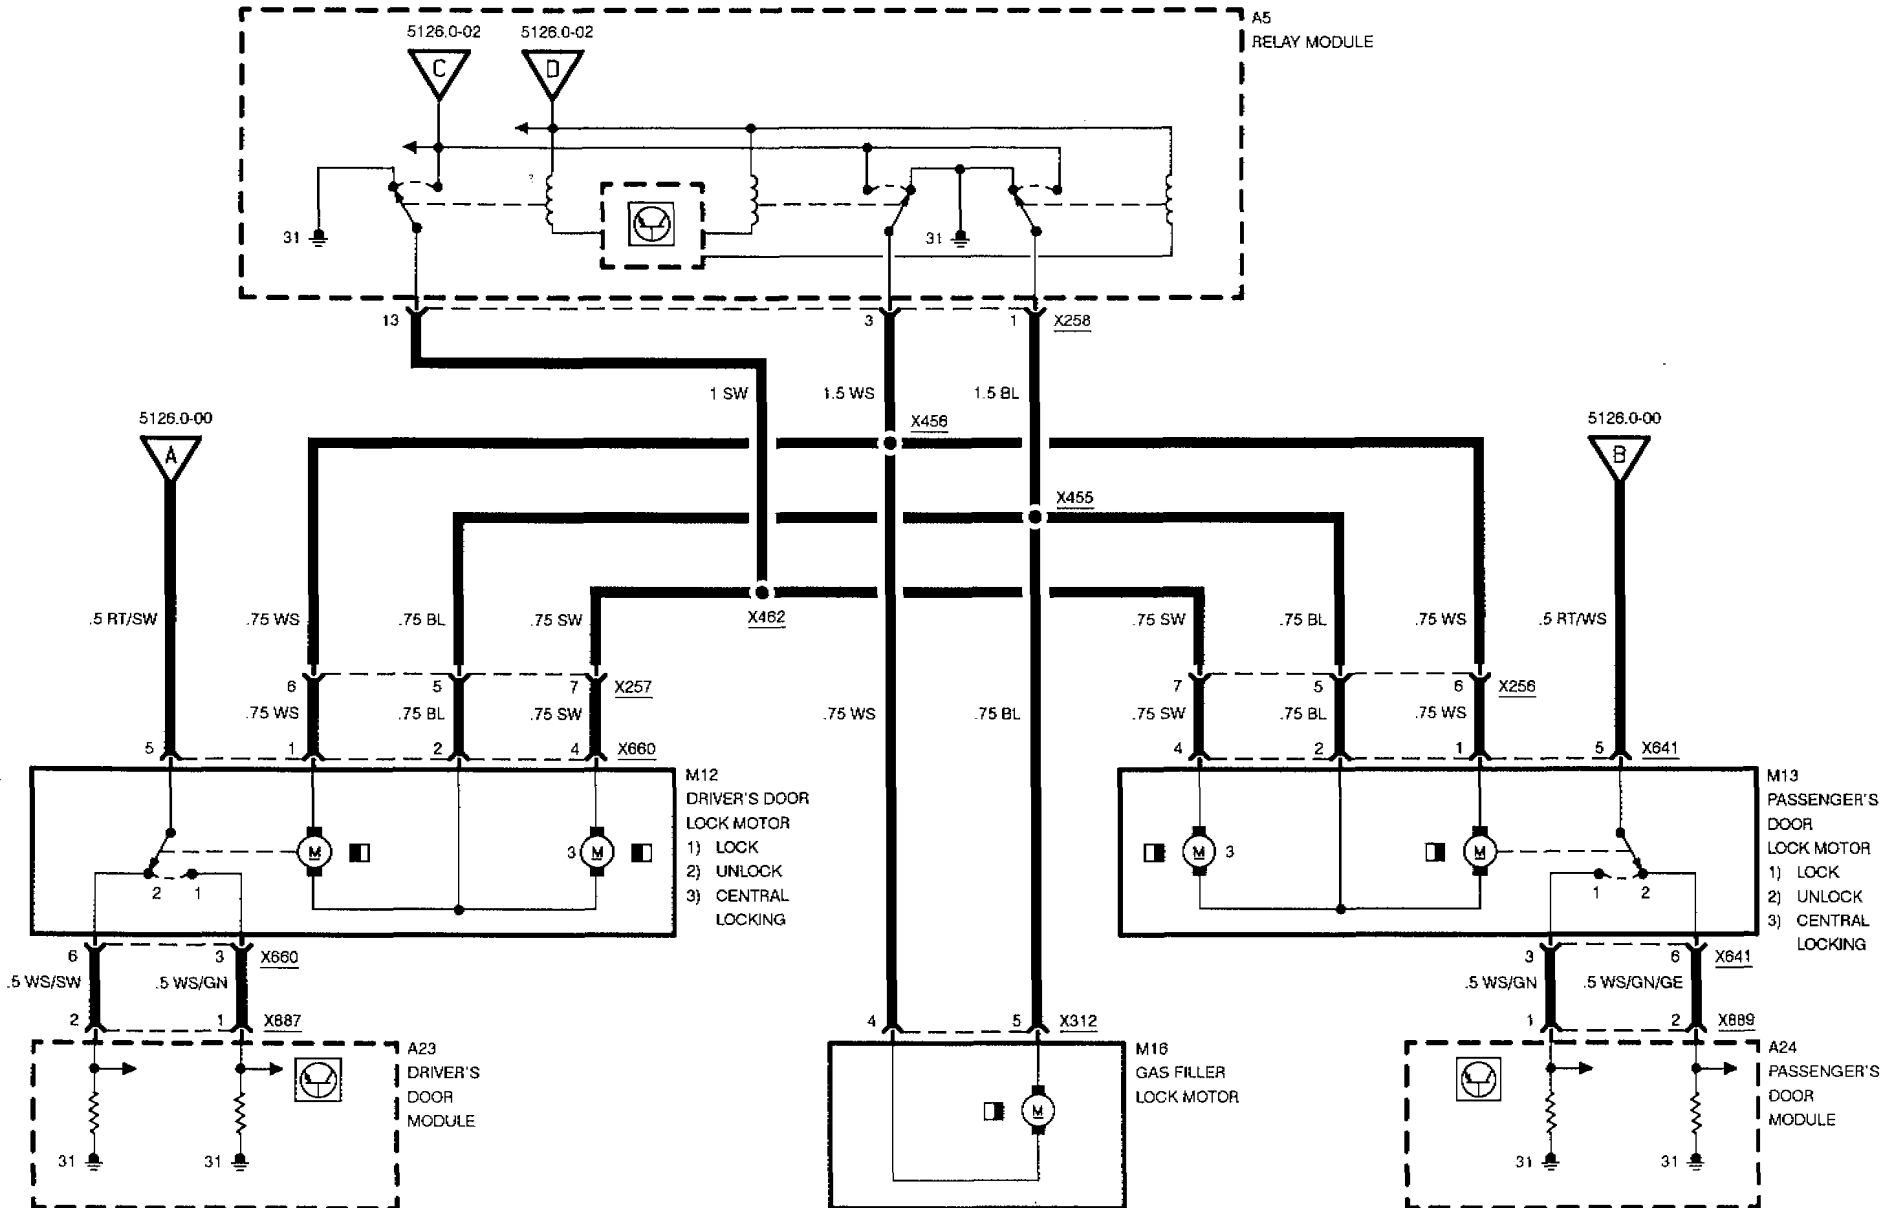 A5
RELAY MODULE
5126.0-02
5126.0-02
C
D
31
31
13
3
1
X258
1 SW
1.5 WS
1.5 BL
5126.0-00
A
X456
5126.0-00
B
X455
X462
.5 RT/SW
.75 WS
.75 BL
.75 SW
.75 SW
.75 BL
.75 WS
.5 RT/WS
6
5
7
X257
7
5
6
X256
.75 WS
.75 BL
.75 SW
.75 WS
.75 BL
.75 SW
.75 BL
.75 WS
5
1
2
4
X660
4
2
1
5
X641
M12
DRIVER'S DOOR
LOCK MOTOR
1) LOCK
2) UNLOCK
3) CENTRAL
LOCKING
M
3
M
2
1
M13
PASSENGER'S
DOOR
LOCK MOTOR
1) LOCK
2) UNLOCK
3) CENTRAL
LOCKING
M
3
M
1
2
6
3
X660
3
6
X641
.5 WS/SW
.5 WS/GN
.5 WS/GN
.5 WS/GN/GE
2
1
X687
4
5
X312
1
2
X689
A23
DRIVER'S
DOOR
MODULE
31
31
M16
GAS FILLER
LOCK MOTOR
M
A24
PASSENGER'S
DOOR
MODULE
31
31